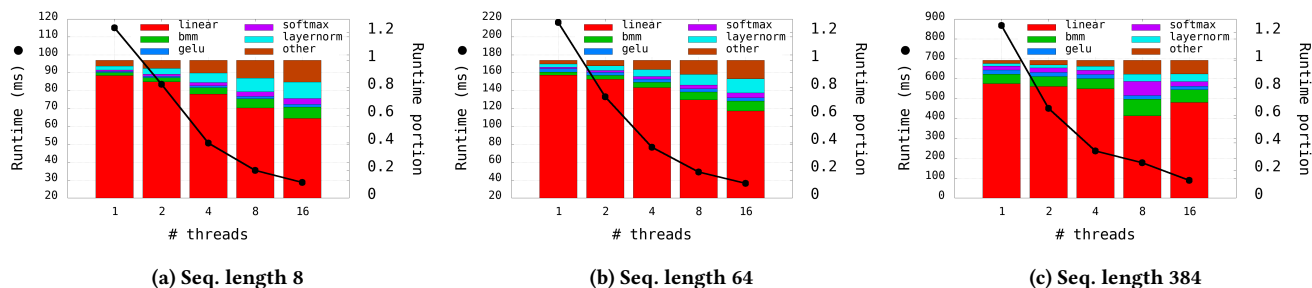 120
110
100
90
80
70
60
50
40
30
20
Runtime (ms)
linear
bmm
gelu
softmax
layernorm
other
1.2
1
0.8
0.6
0.4
0.2
0
Runtime portion
1 2 4 8 16
# threads
(a) Seq. length 8
220
200
180
160
140
120
100
80
60
40
20
Runtime (ms)
linear
bmm
gelu
softmax
layernorm
other
1.2
1
0.8
0.6
0.4
0.2
0
Runtime portion
1 2 4 8 16
# threads
(b) Seq. length 64
900
800
700
600
500
400
300
200
100
0
Runtime (ms)
linear
bmm
gelu
softmax
layernorm
other
1.2
1
0.8
0.6
0.4
0.2
0
Runtime portion
1 2 4 8 16
# threads
(c) Seq. length 384